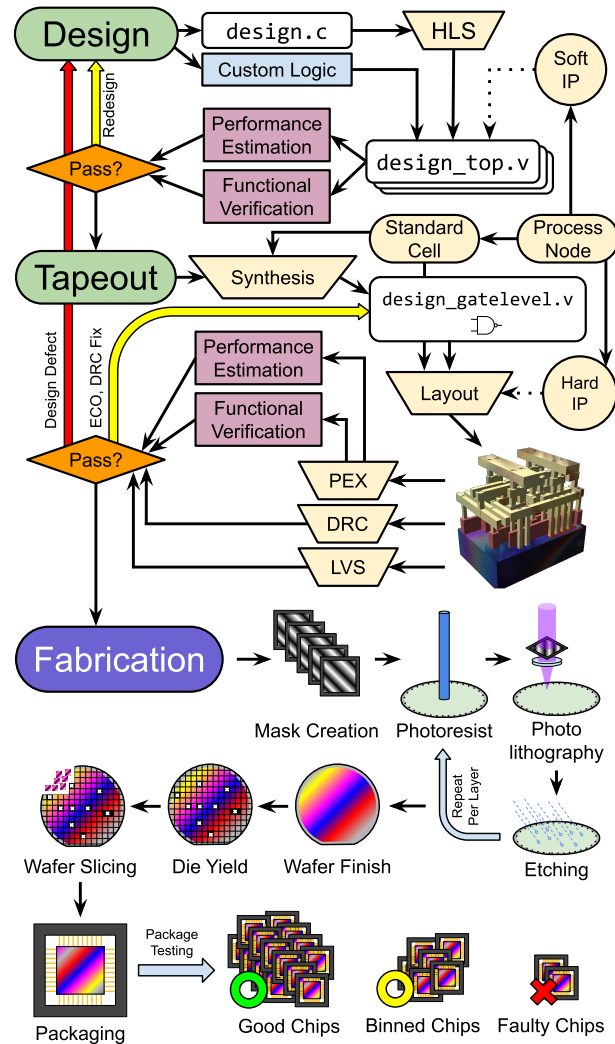 Design
design.c
HLS
Custom Logic
Soft
IP
Redesign
Performance
Estimation
Pass?
design_top.v
Functional
Verification
Standard
Cell
Process
Node
Tapeout
Synthesis
design_gatelevel.v
Design Defect
ECO, DRC Fix
Performance
Estimation
Layout
Hard
IP
Functional
Verification
Pass?
PEX
DRC
LVS
Fabrication
Mask Creation
Photoresist
Photo
lithography
Repeat
Per Layer
Wafer Slicing
Die Yield
Wafer Finish
Etching
Package
Testing
Packaging
Good Chips
Binned Chips
Faulty Chips